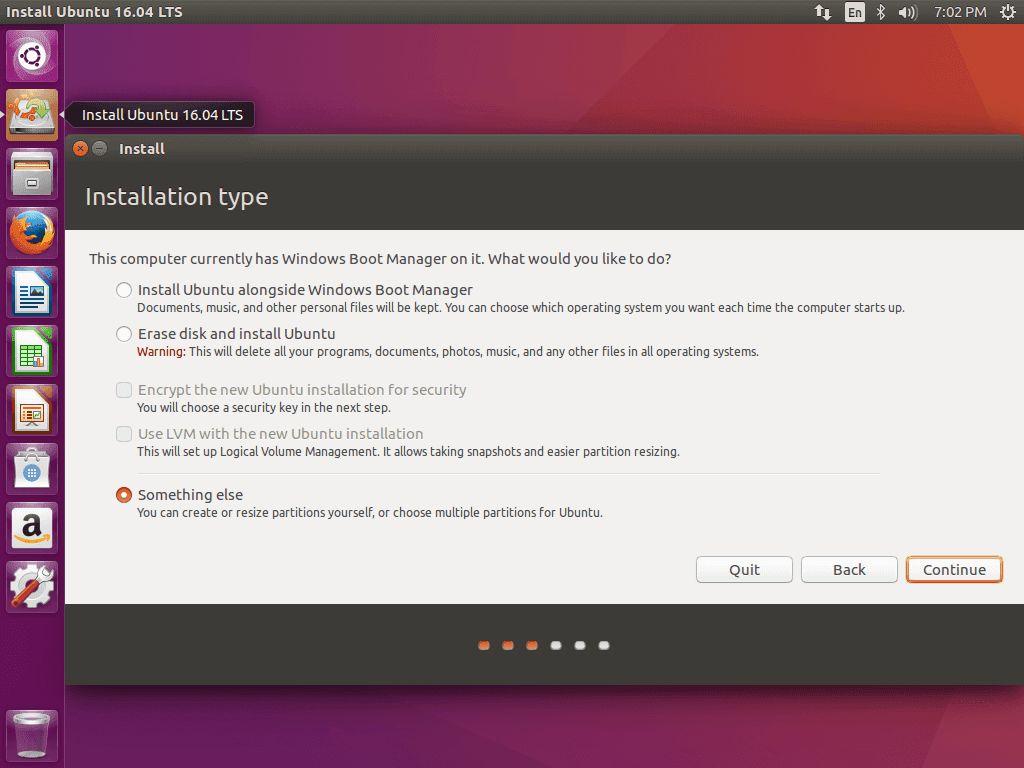 Install Ubuntu 16.04 LTS
En
7:02 PM
Install Ubuntu 16.04 LTS
Install
Installation type
This computer currently has Windows Boot Manager on it. What would you like to do?
Install Ubuntu alongside Windows Boot Manager
Documents, music, and other personal files will be kept. You can choose which operating system you want each time the computer starts up.
Erase disk and install Ubuntu
Warning: This will delete all your programs, documents, photos, music, and any other files in all operating systems.
Encrypt the new Ubuntu installation for security
You will choose a security key in the next step.
Use LVM with the new Ubuntu installation
This will set up Logical Volume Management. It allows taking snapshots and easier partition resizing.
Something else
You can create or resize partitions yourself, or choose multiple partitions for Ubuntu.
Quit
Back
Continue
a